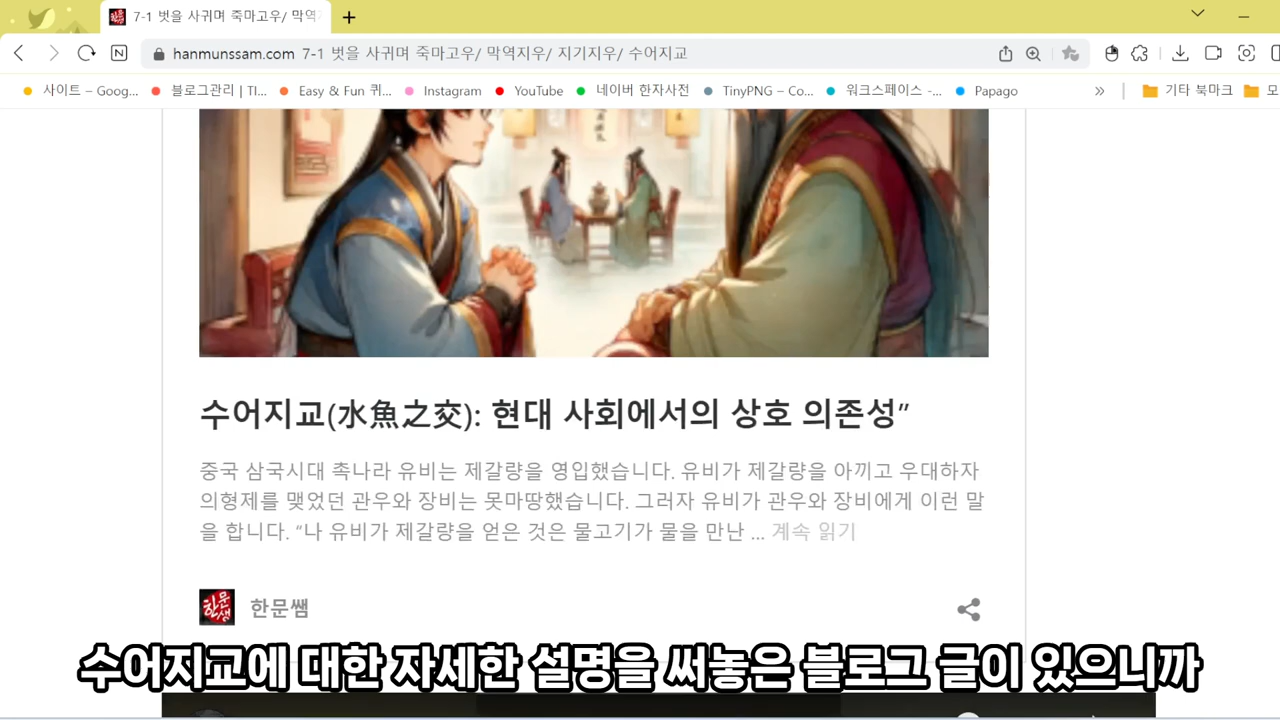 7-1 벗을 사귀며 죽마고우/ 막역
hanmunssam.com 7-1 벗을 사귀며 죽마고우/ 막역지우/ 지기지우/ 수어지교
사이트 – Goog... 블로그관리 | TI... Easy & Fun 퀴... Instagram YouTube 네이버 한자사전 TinyPNG – Co... 워크스페이스 -... Papago » 기타 북마크 모
수어지교(水魚之交): 현대 사회에서의 상호 의존성”
중국 삼국시대 촉나라 유비는 제갈량을 영입했습니다. 유비가 제갈량을 아끼고 우대하자
의형제를 맺었던 관우와 장비는 못마땅했습니다. 그러자 유비가 관우와 장비에게 이런 말
을 합니다. “나 유비가 제갈량을 얻은 것은 물고기가 물을 만난 ... 계속 읽기
한문쌤
한문쌤
수어지교에 대한 자세한 설명을 써놓은 블로그 글이 있으니까